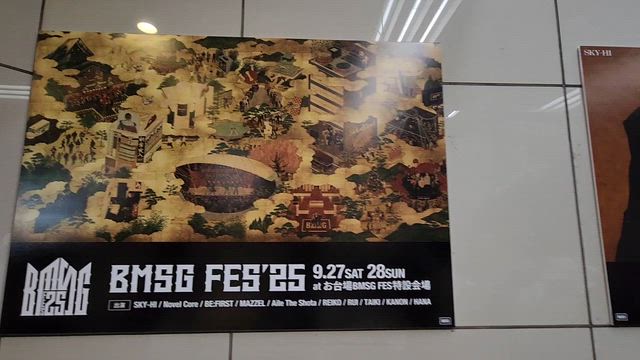 SKY-HI
BMSG
BMSG
25
BMSG FES'25 9.27SAT 28SUN
at お台場BMSG FES特設会場
出演 SKY-HI / Novel Core / BE:FIRST / MAZZEL / Aile The Shota / REIKO / RUI / TAIKI / KANON / HANA